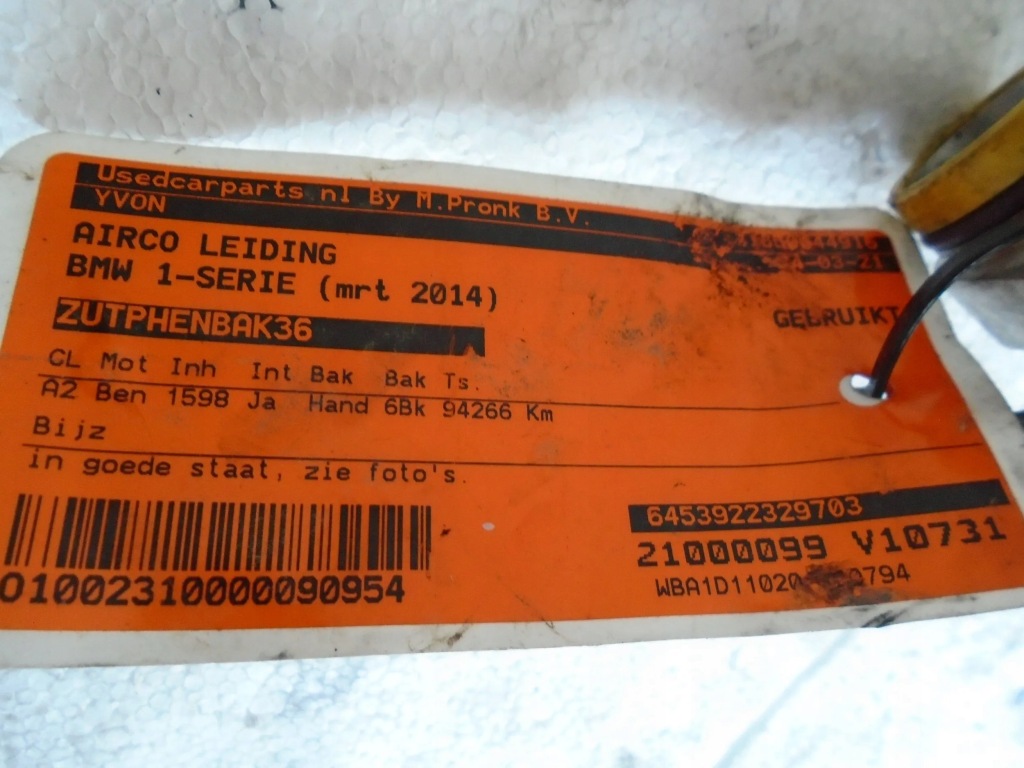 Usedcarparts.nl By M.Pronk B.V.
YVON
AIRCO LEIDING
BMW 1-SERIE (mrt 2014)
GEBRUIKT
ZUTPHENBAK36
CL Mot Inh Int Bak Bak Ts.
A2 Ben 1598 Ja Hand 6Bk 94266 Km
Bijz
in goede staat, zie foto's.
6453922329703
21000099 V10731
O1002310000090954